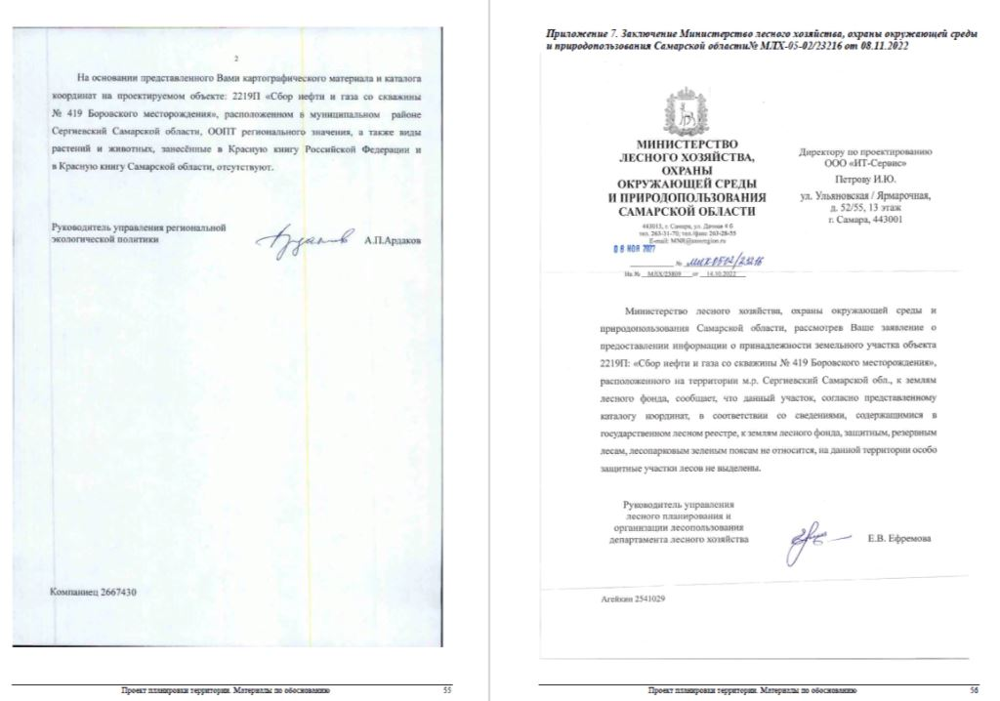 2
На основании представленного Вами картографического материала и каталога
координат на проектируемом объекте: 2219П «Сбор нефти и газа со скважины
№ 419 Боровского месторождения», расположенном в муниципальном районе
Сергиевский Самарской области, ООПТ регионального значения, а также виды
растений и животных, занесённые в Красную книгу Российской Федерации и
в Красную книгу Самарской области, отсутствуют.
Руководитель управления региональной
экологической политики
А.П.Ардаков
Компаниец 2667430
Проект планировки территории. Материалы по обоснованию 55
Приложение 7. Заключение Министерство лесного хозяйства, охраны окружающей среды
и природопользования Самарской области№ МЛХ-05-02/23216 от 08.11.2022
МИНИСТЕРСТВО
ЛЕСНОГО ХОЗЯЙСТВА,
ОХРАНЫ
ОКРУЖАЮЩЕЙ СРЕДЫ
И ПРИРОДОПОЛЬЗОВАНИЯ
САМАРСКОЙ ОБЛАСТИ
443013, г. Самара, ул. Дачная 4 б
тел. 263-31-70; тел./факс 263-28-55
E-mail: MNR@samregion.ru
08 НОЯ 2022
№ МЛХ-05-02/23216
На № МЛХ/25809 от 14.10.2022
Директору по проектированию
ООО «ИТ-Сервис»
Петрову И.Ю.
ул. Ульяновская / Ярмарочная,
д. 52/55, 13 этаж
г. Самара, 443001
Министерство лесного хозяйства, охраны окружающей среды и
природопользования Самарской области, рассмотрев Ваше заявление о
предоставлении информации о принадлежности земельного участка объекта
2219П: «Сбор нефти и газа со скважины № 419 Боровского месторождения»,
расположенного на территории м.р. Сергиевский Самарской обл., к землям
лесного фонда, сообщает, что данный участок, согласно представленному
каталогу координат, в соответствии со сведениями, содержащимися в
государственном лесном реестре, к землям лесного фонда, защитным, резервным
лесам, лесопарковым зеленым поясам не относится, на данной территории особо
защитные участки лесов не выделены.
Руководитель управления
лесного планирования и
организации лесопользования
департамента лесного хозяйства
Е.В. Ефремова
Агейкин 2541029
Проект планировки территории. Материалы по обоснованию 56